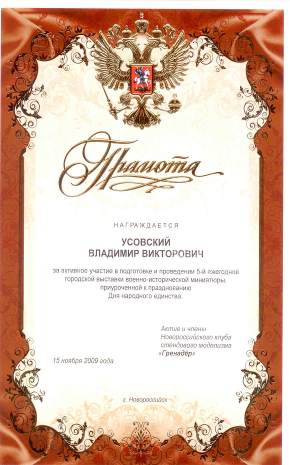 Грамота
НАГРАЖДАЕТСЯ
УСОВСКИЙ
ВЛАДИМИР ВИКТОРОВИЧ
за активное участие в подготовке и проведении 5-й ежегодней
городской выставки военно-исторической миниатюры,
приуроченной к празднованию
Дня народного единства.
Актив и члены
Новороссийского клуба
стендового моделизма
«Гренадёр»
15 ноября 2009 года
г. Новороссийск